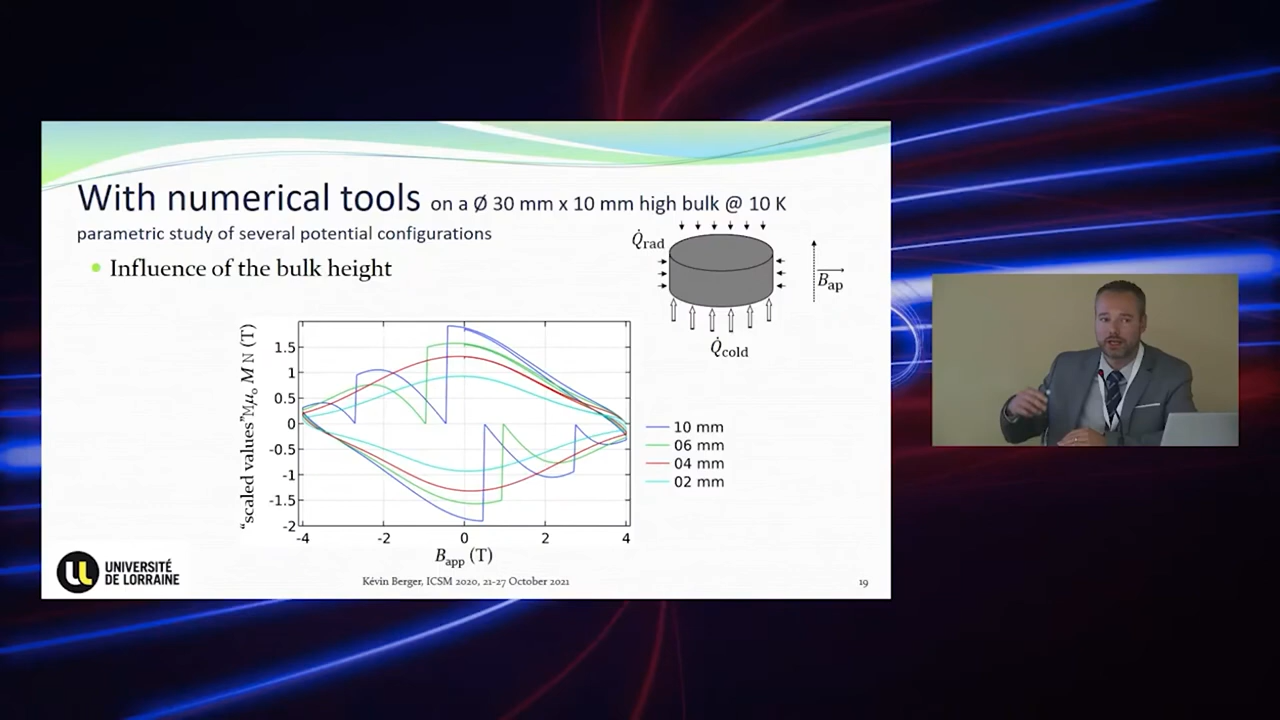 With numerical tools on a Ø 30 mm x 10 mm high bulk @ 10 K
parametric study of several potential configurations
• Influence of the bulk height
Q̇rad
Bap
Q̇cold
"scaled values" Mμ₀ M N (T)
1.5
1
0.5
0
-0.5
-1
-1.5
-2
-4 -2 0 2 4
Bapp (T)
10 mm
06 mm
04 mm
02 mm
UNIVERSITÉ
DE LORRAINE
Kévin Berger, ICSM 2020, 21-27 October 2021
19